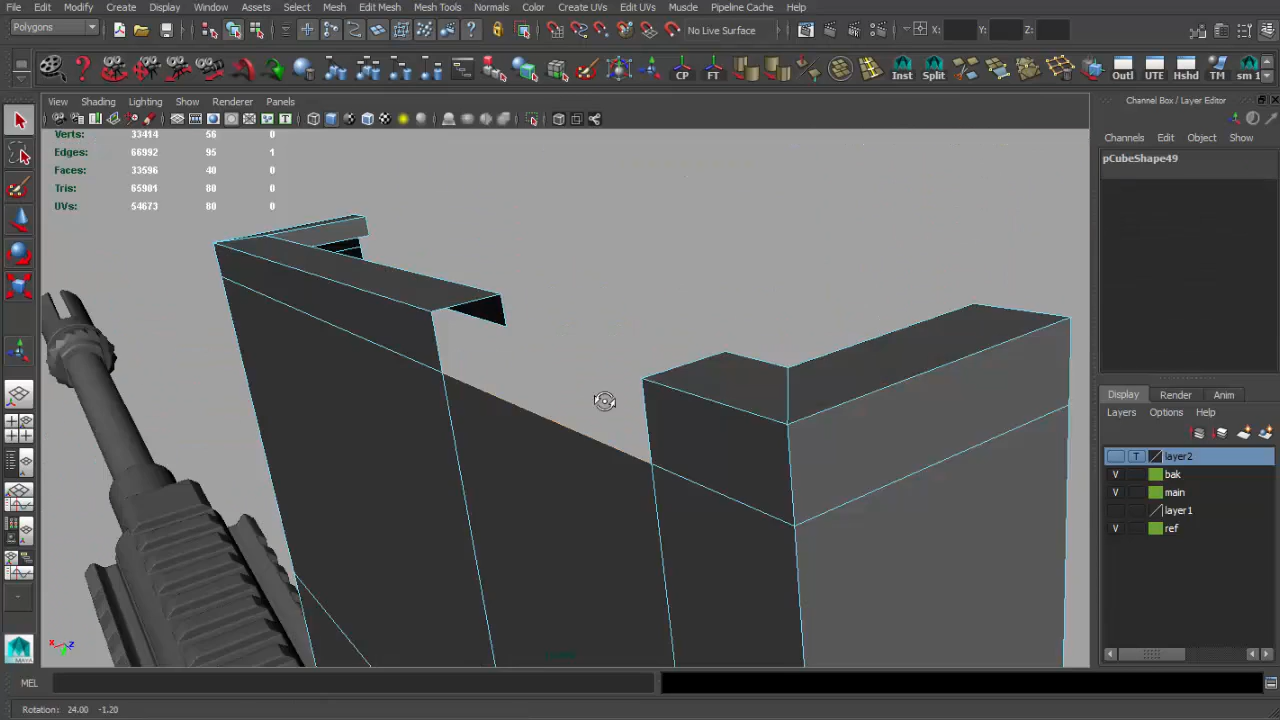 File Edit Modify Create Display Window Assets Select Mesh Edit Mesh Mesh Tools Normals Color Create UVs Edit UVs Muscle Pipeline Cache Help
Polygons No Live Surface X: Y: Z:
CP FT Inst Split Outl UTE Hshd TM sm 1
View Shading Lighting Show Renderer Panels
Channel Box / Layer Editor
Channels Edit Object Show
pCubeShape49
Verts: 33414 56 0
Edges: 66992 95 1
Faces: 33596 40 0
Tris: 65901 80 0
UVs: 54673 80 0
Display Render Anim
Layers Options Help
T layer2
V bak
V main
layer1
V ref
x z
MAYA
MEL
Rotation: 24.00 -1.20